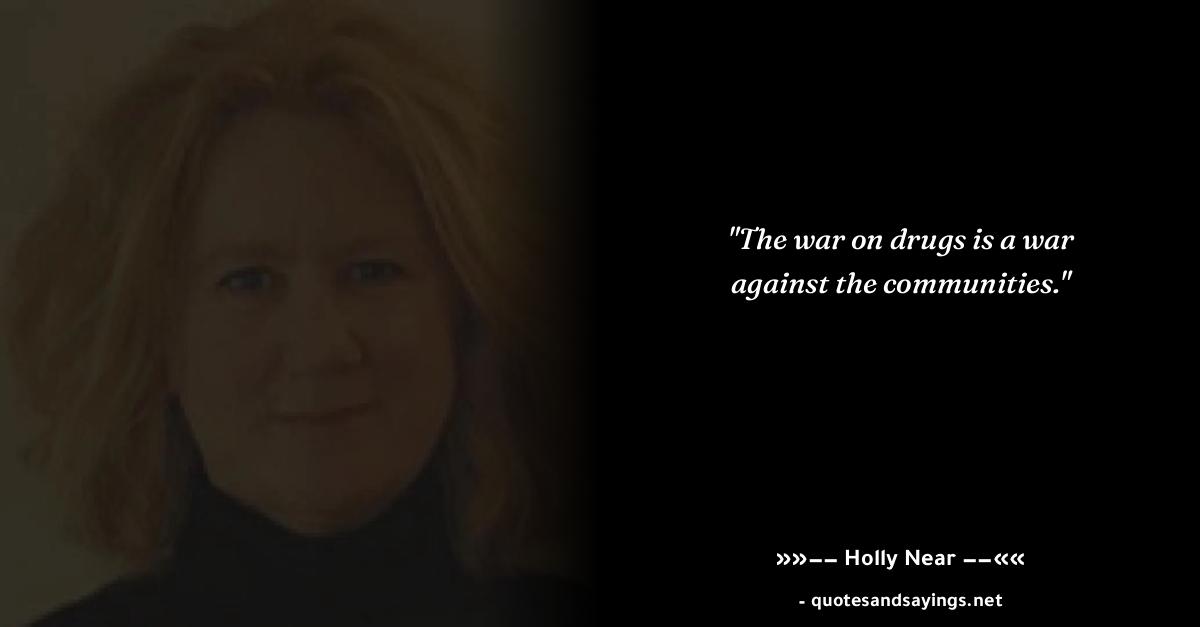 "The war on drugs is a war
against the communities."
»»–– Holly Near ––««
- quotesandsayings.net